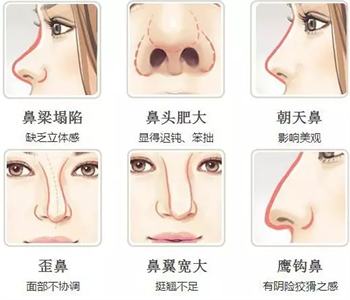 鼻梁塌陷
鼻头肥大
朝天鼻
缺乏立体感
显得迟钝、笨拙
影响美观
歪鼻
鼻翼宽大
鹰钩鼻
面部不协调
挺翘不足
有阴险狡猾之感